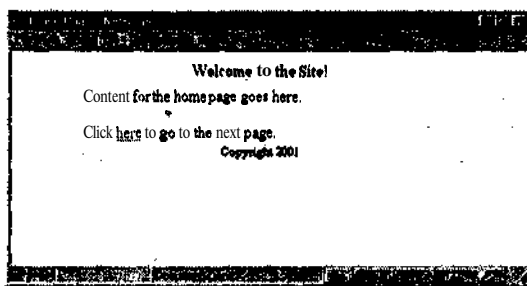 Welcome to the Site!
Content for the home page goes here.
Click here to go to the next page.
Copyright 2001